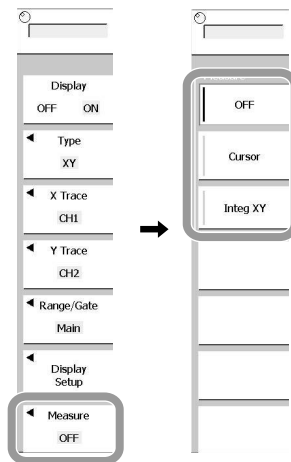 Display
OFF ON
Type
XY
X Trace
CH1
Y Trace
CH2
Range/Gate
Main
Display
Setup
Measure
OFF
Measure
OFF
Cursor
Integ XY